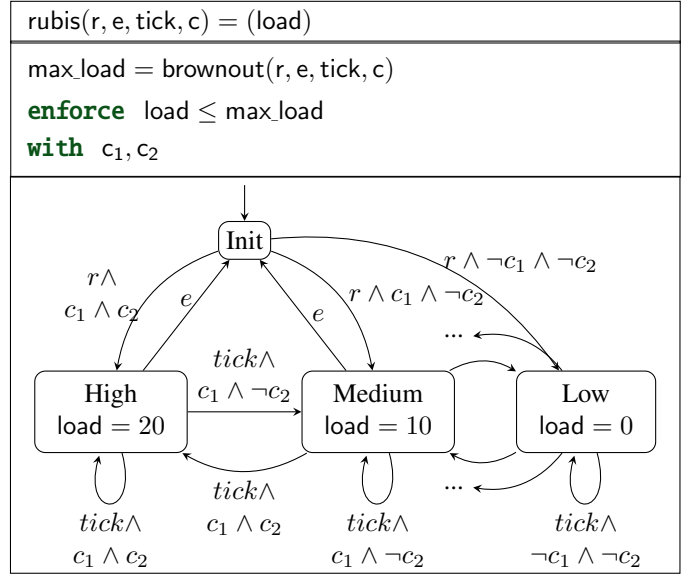 rubis(r, e, tick, c) = (load)
max_load = brownout(r, e, tick, c)
enforce load ≤ max_load
with c₁, c₂
Init
r∧
c₁ ∧ c₂
e
e
r ∧ c₁ ∧ ¬c₂
r ∧ ¬c₁ ∧ ¬c₂
...
tick∧
c₁ ∧ ¬c₂
High
load = 20
Medium
load = 10
Low
load = 0
tick∧
c₁ ∧ c₂
...
tick∧
c₁ ∧ c₂
tick∧
c₁ ∧ ¬c₂
tick∧
¬c₁ ∧ ¬c₂